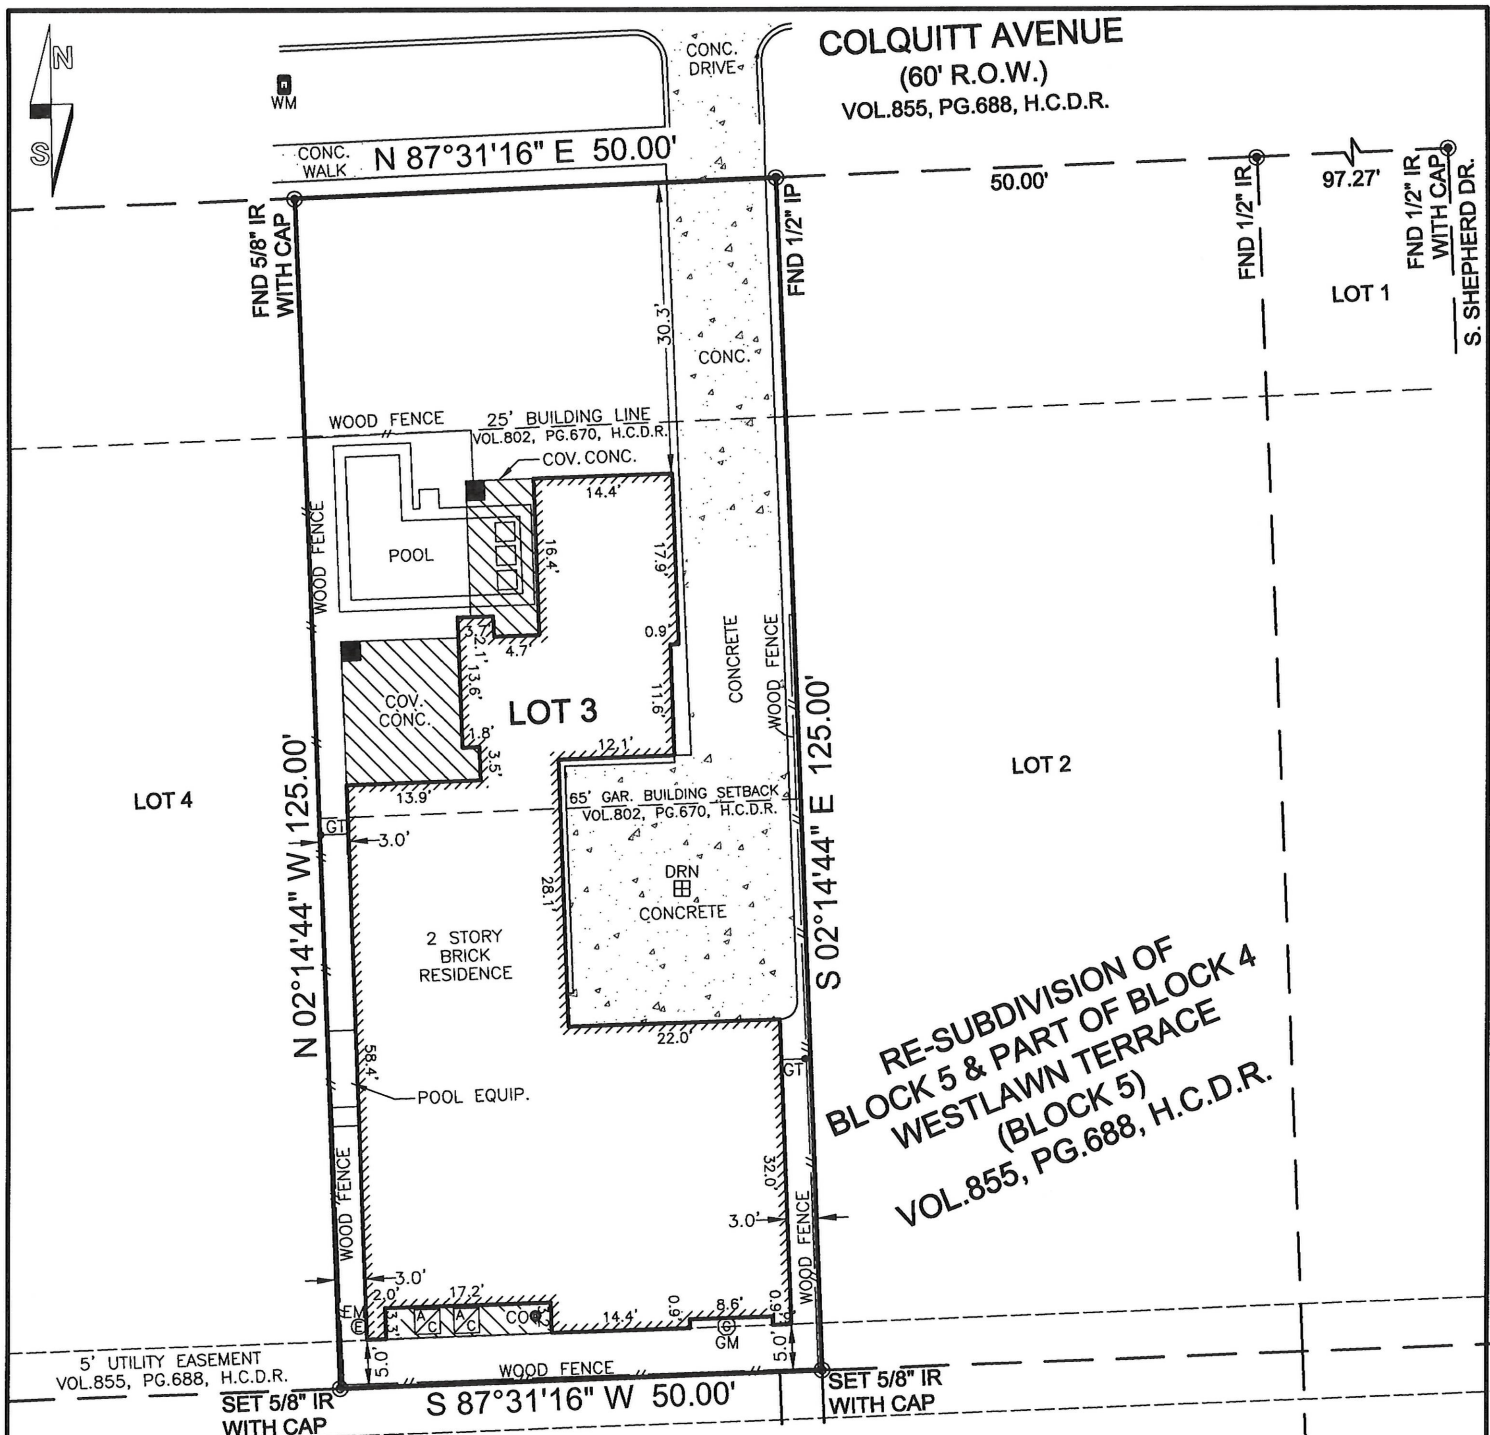 N
S
WM
CONC.
DRIVE
COLQUITT AVENUE
(60' R.O.W.)
VOL.855, PG.688, H.C.D.R.
CONC.
WALK
N 87°31'16" E 50.00'
50.00'
97.27'
FND 5/8" IR
WITH CAP
FND 1/2" IP
FND 1/2" IR
FND 1/2" IR
WITH CAP
S. SHEPHERD DR.
LOT 1
30.3'
CONC.
WOOD FENCE
25' BUILDING LINE
VOL.802, PG.670, H.C.D.R.
COV. CONC.
14.4'
WOOD FENCE
POOL
16.4'
17.9'
3.7'
2.1'
4.7'
0.9'
CONCRETE
WOOD FENCE
13.6'
11.6'
COV.
CONC.
LOT 3
1.8'
3.5'
12.1'
13.9'
LOT 4
LOT 2
N 02°14'44" W 125.00'
S 02°14'44" E 125.00'
65' GAR. BUILDING SETBACK
VOL.802, PG.670, H.C.D.R.
GT
3.0'
28.1
DRN
CONCRETE
2 STORY
BRICK
RESIDENCE
22.0'
GT
58.4'
POOL EQUIP.
RE-SUBDIVISION OF
BLOCK 5 & PART OF BLOCK 4
WESTLAWN TERRACE
(BLOCK 5)
VOL.855, PG.688, H.C.D.R.
WOOD FENCE
32.0'
3.0'
WOOD FENCE
3.0'
2.0'
17.2'
EM
E
3.3'
A/C
A/C
CO
14.4'
0.9'
8.6'
0.9'
G
GM
5.0'
5.0'
5' UTILITY EASEMENT
VOL.855, PG.688, H.C.D.R.
WOOD FENCE
SET 5/8" IR
WITH CAP
S 87°31'16" W 50.00'
SET 5/8" IR
WITH CAP